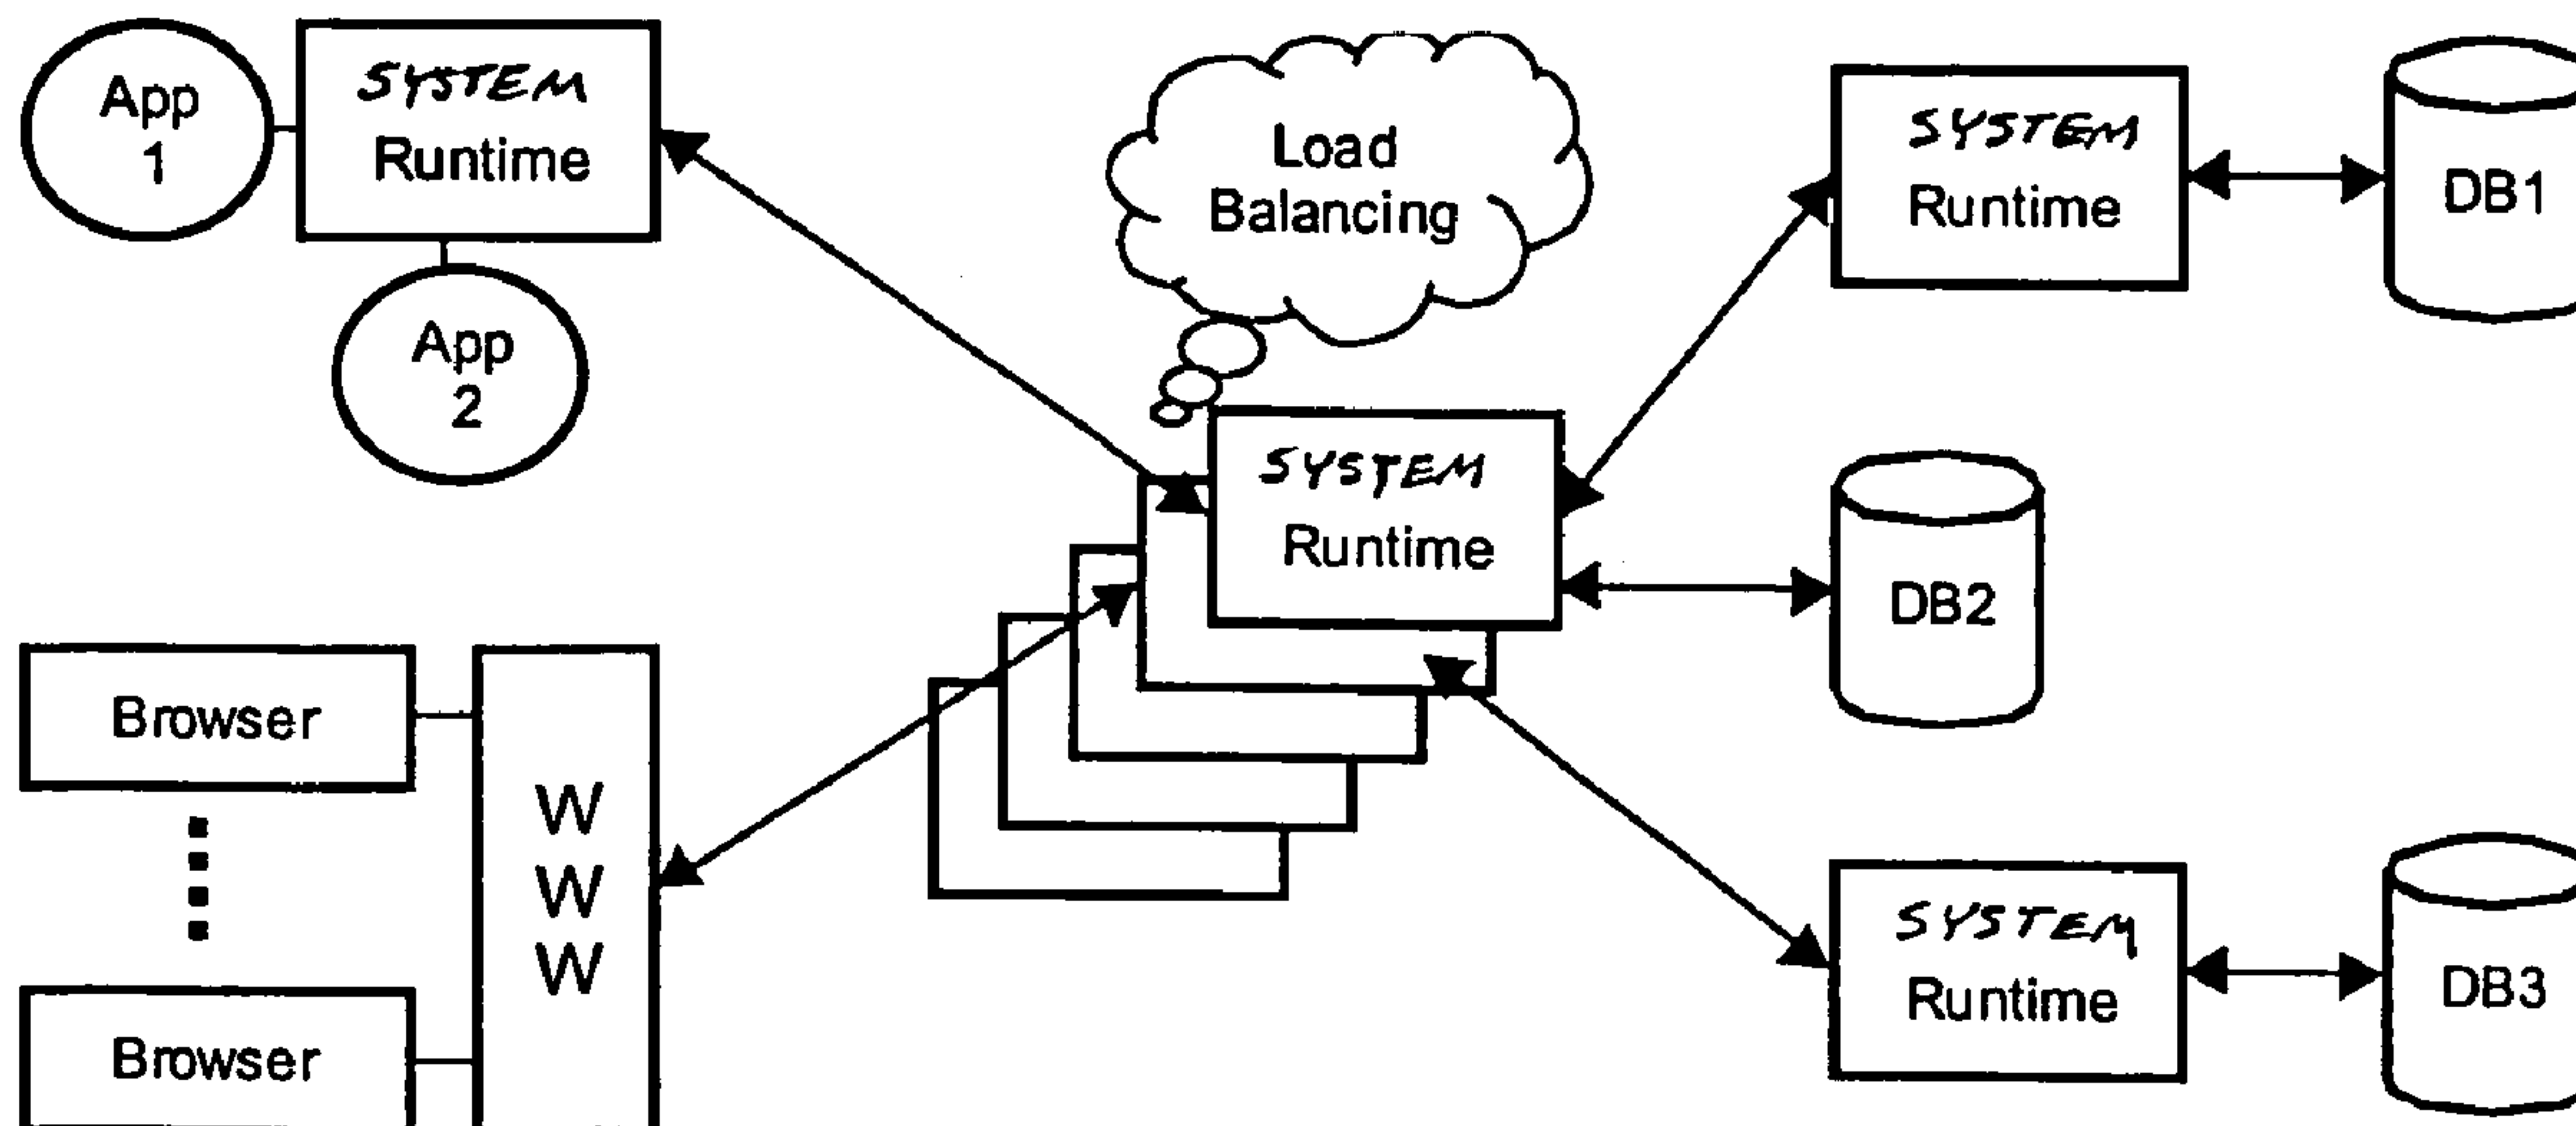 App
1
SYSTEM
Runtime
App
2
Load
Balancing
SYSTEM
Runtime
DB1
SYSTEM
Runtime
DB2
Browser
Browser
W
W
W
SYSTEM
Runtime
DB3